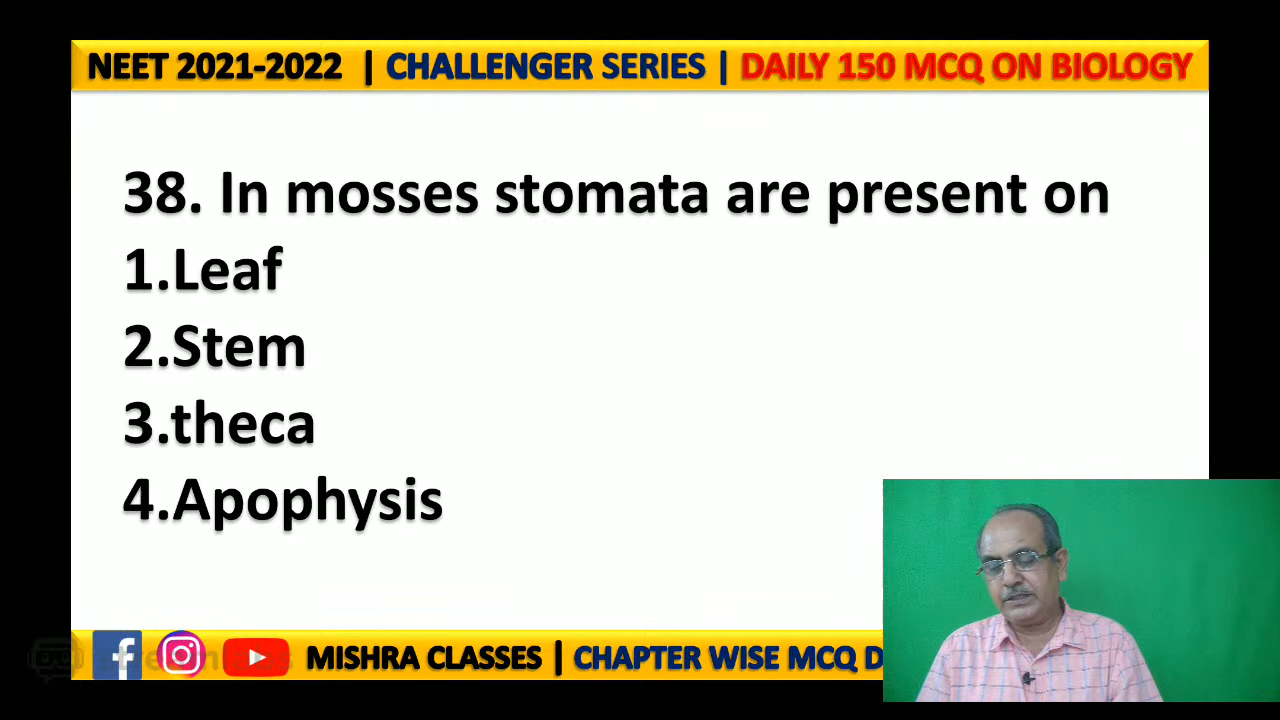 NEET 2021-2022 | CHALLENGER SERIES | DAILY 150 MCQ ON BIOLOGY
38. In mosses stomata are present on
1.Leaf
2.Stem
3.theca
4.Apophysis
MISHRA CLASSES | CHAPTER WISE MCQ D